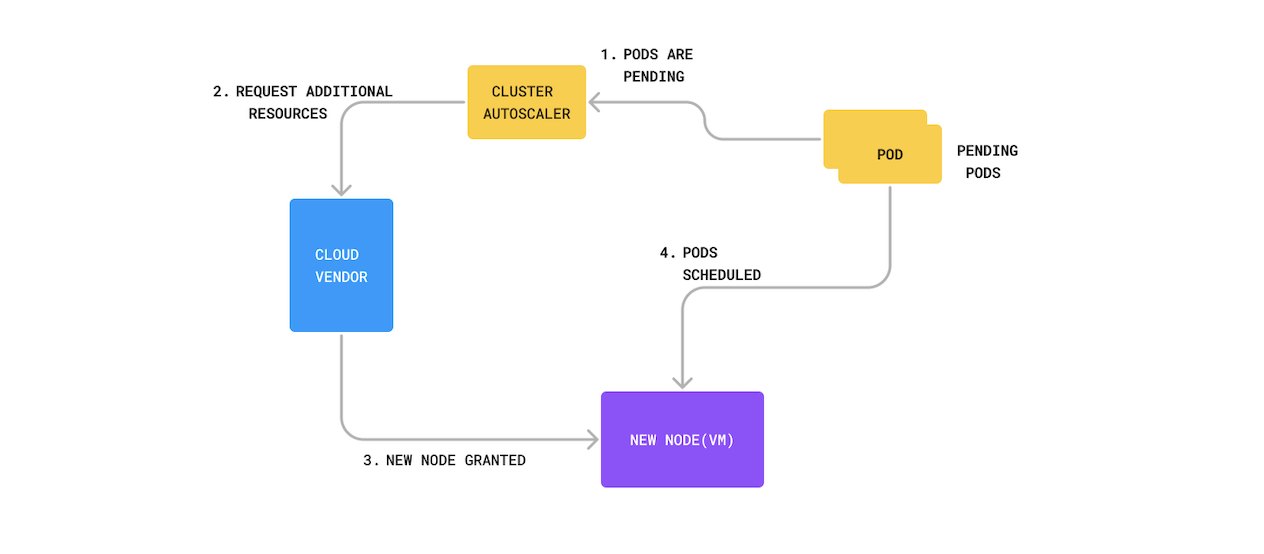 1. PODS ARE
PENDING
2. REQUEST ADDITIONAL
RESOURCES
CLUSTER
AUTOSCALER
POD
PENDING
PODS
CLOUD
VENDOR
4. PODS
SCHEDULED
NEW NODE(VM)
3. NEW NODE GRANTED